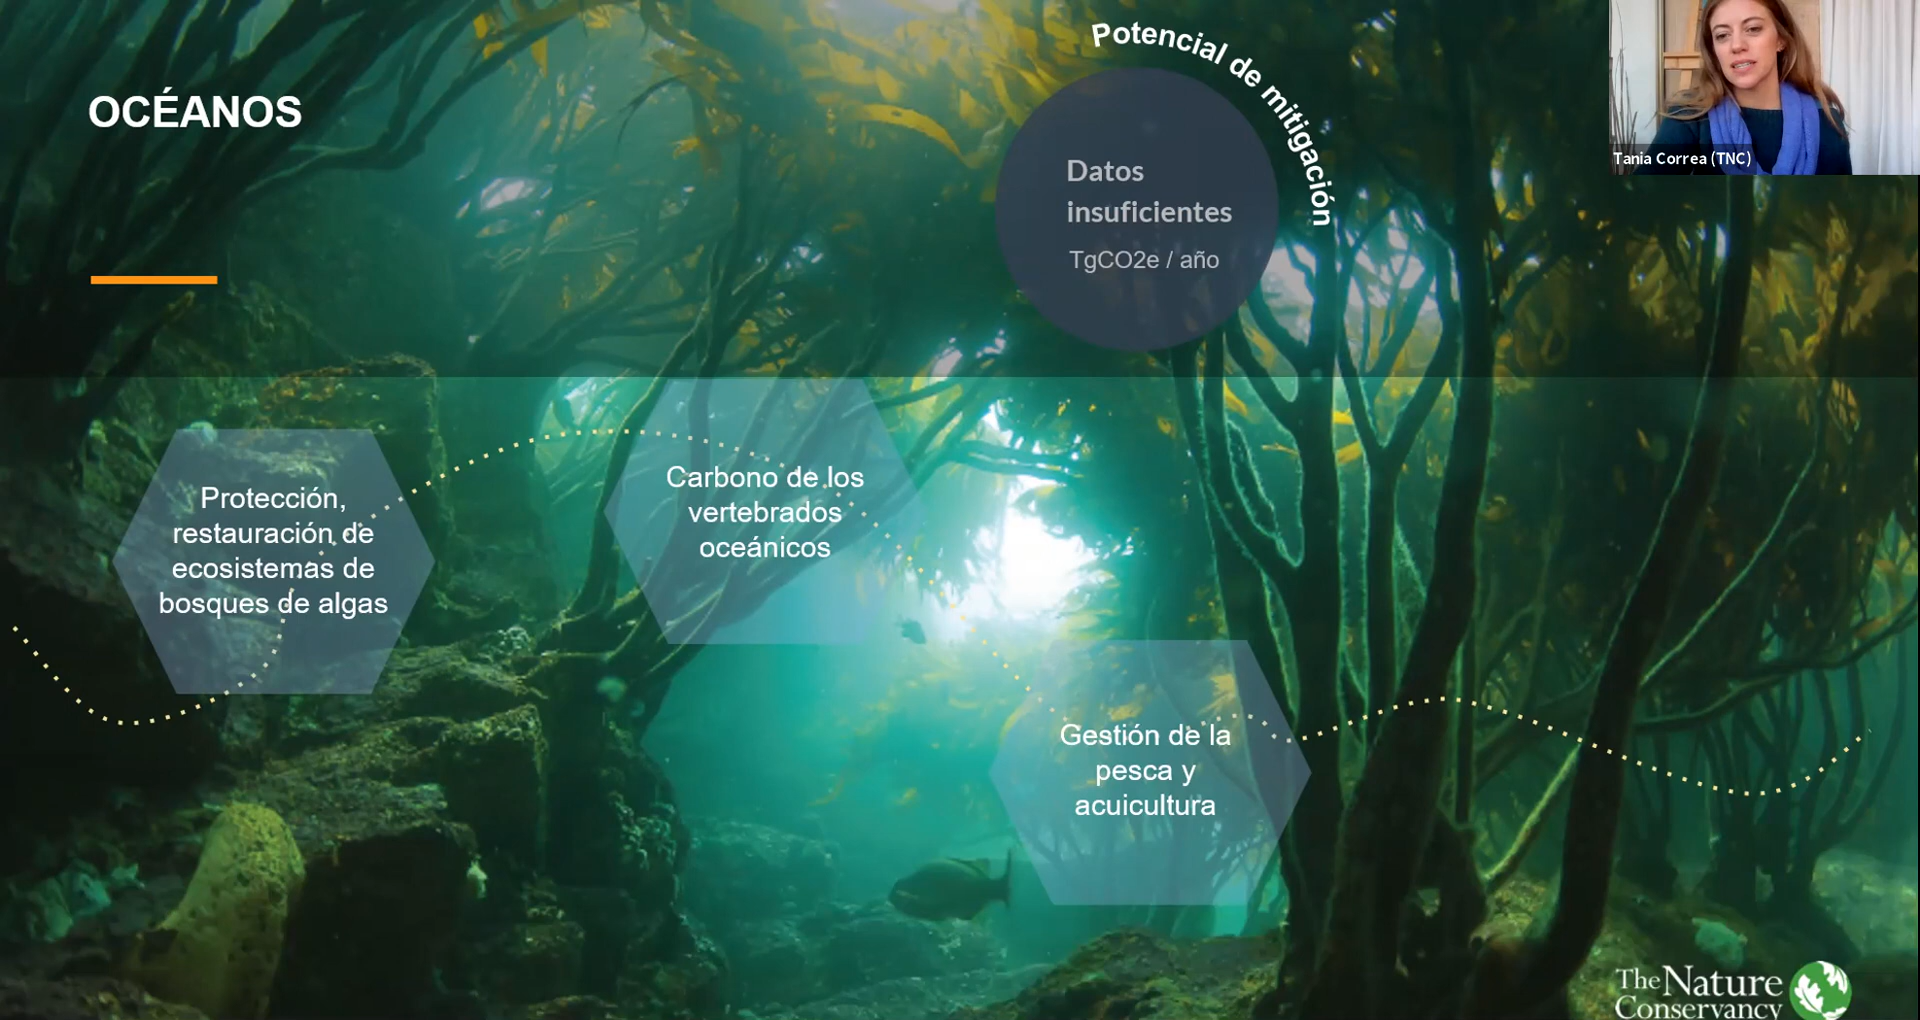 OCÉANOS
Potencial de mitigación
Datos
insuficientes
TgCO2e / año
Tania Correa (TNC)
Protección,
restauración de
ecosistemas de
bosques de algas
Carbono de los
vertebrados
oceánicos
Gestión de la
pesca y
acuicultura
The Nature
Conservancy